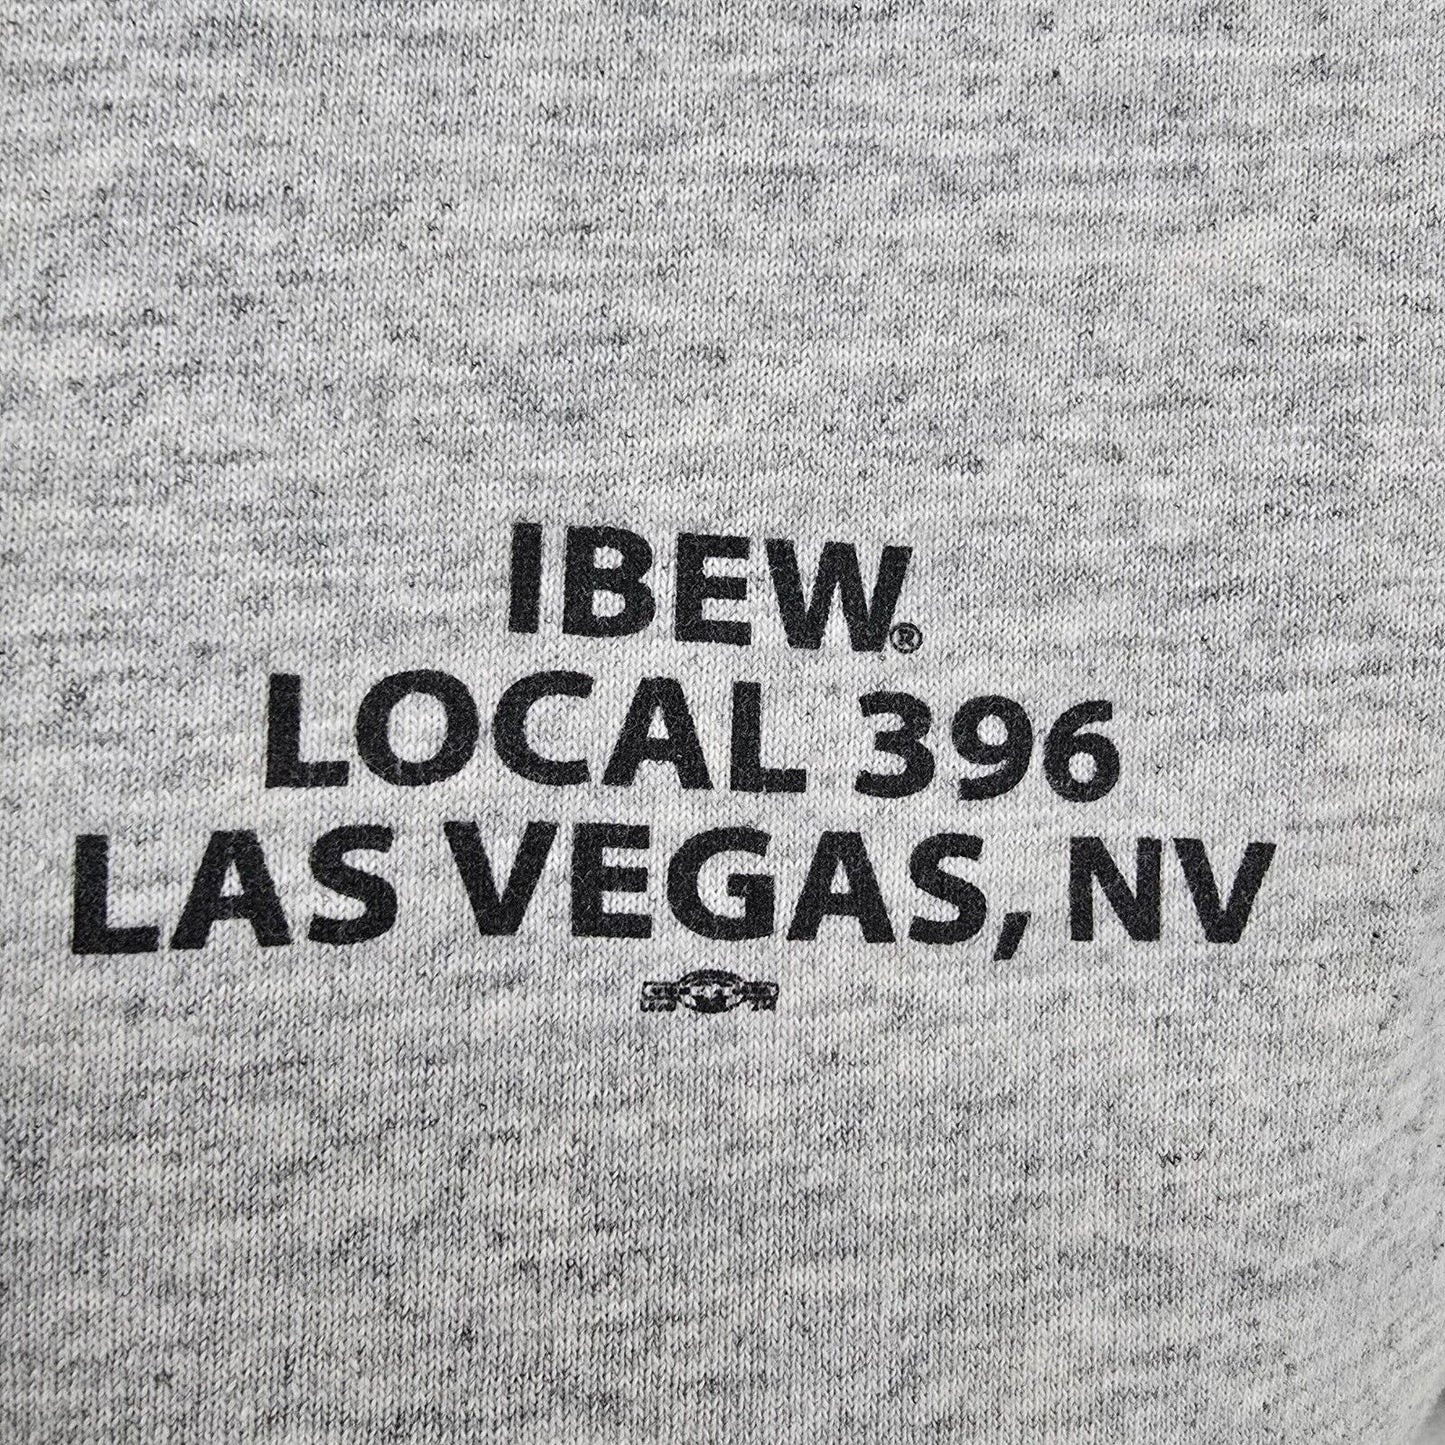 IBEW®
LOCAL 396
LAS VEGAS, NV